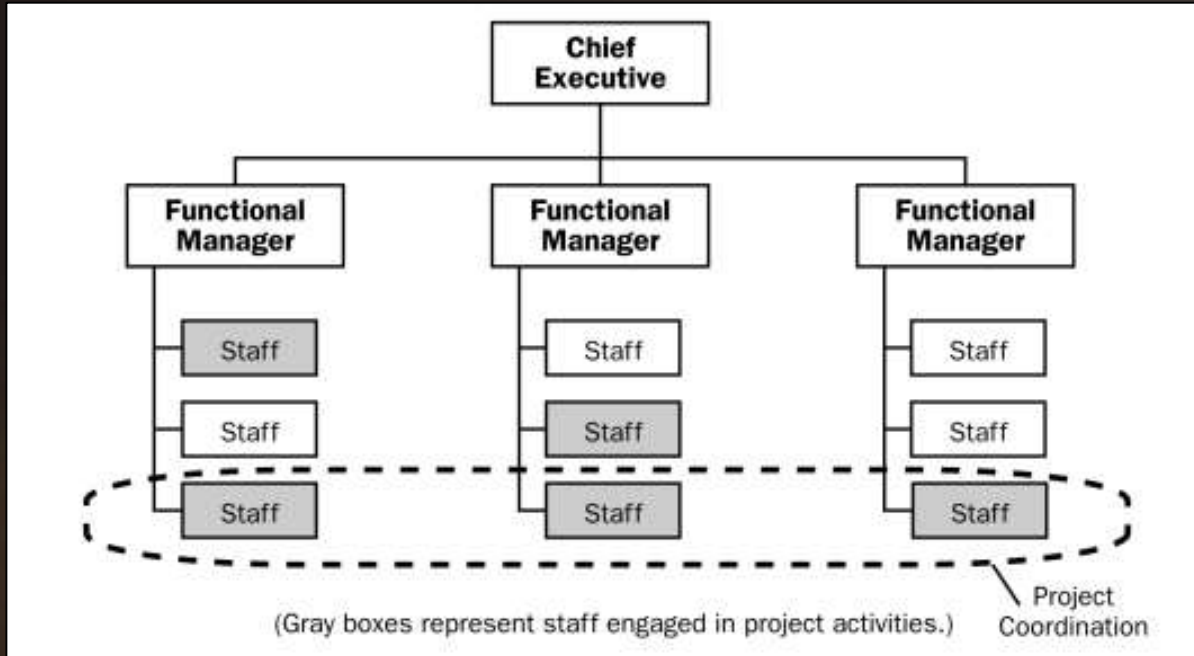 Chief
Executive
Functional
Manager
Functional
Manager
Functional
Manager
Staff
Staff
Staff
Staff
Staff
Staff
Staff
Staff
Staff
(Gray boxes represent staff engaged in project activities.)
Project
Coordination